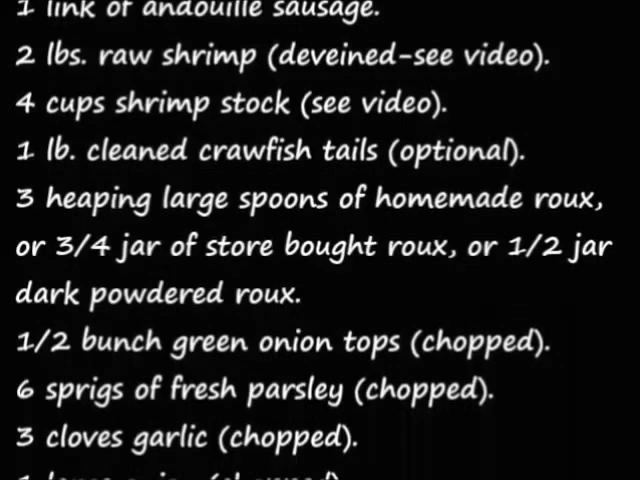 1 link of andouille sausage.
2 lbs. raw shrimp (deveined-see video).
4 cups shrimp stock (see video).
1 lb. cleaned crawfish tails (optional).
3 heaping large spoons of homemade roux,
or 3/4 jar of store bought roux, or 1/2 jar
dark powdered roux.
1/2 bunch green onion tops (chopped).
6 sprigs of fresh parsley (chopped).
3 cloves garlic (chopped).